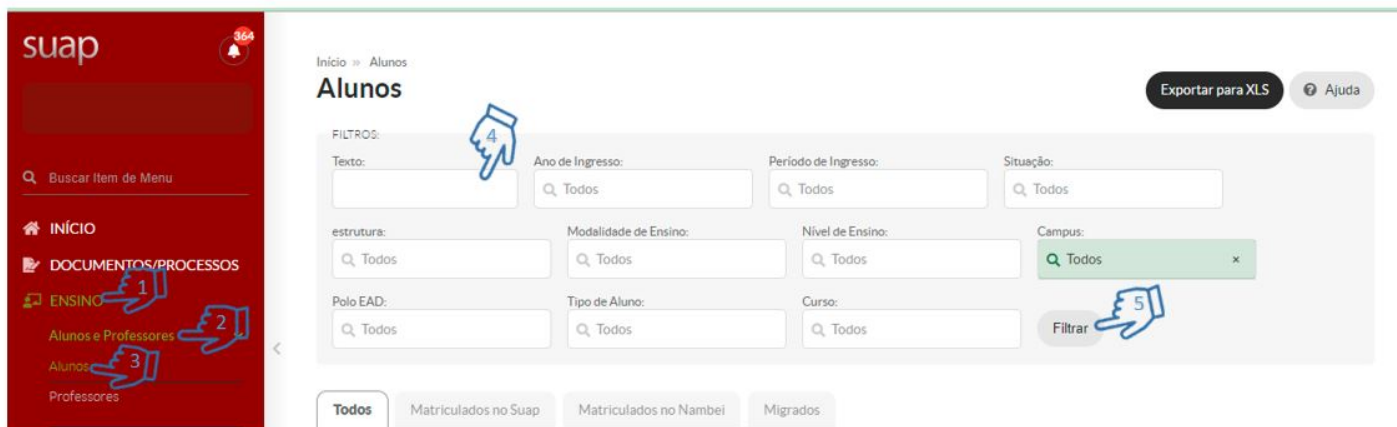 suap
364
Buscar Item de Menu
INÍCIO
DOCUMENTOS/PROCESSOS
1
ENSINO
2
Alunos e Professores
3
Alunos
Professores
Início » Alunos
Alunos
Exportar para XLS
Ajuda
4
FILTROS:
Texto: Ano de Ingresso: Período de Ingresso: Situação:
Todos Todos Todos
estrutura: Modalidade de Ensino: Nível de Ensino: Campus:
Todos Todos Todos Todos ×
Polo EAD: Tipo de Aluno: Curso:
Todos Todos Todos Filtrar 5
Todos Matriculados no Suap Matriculados no Nambei Migrados